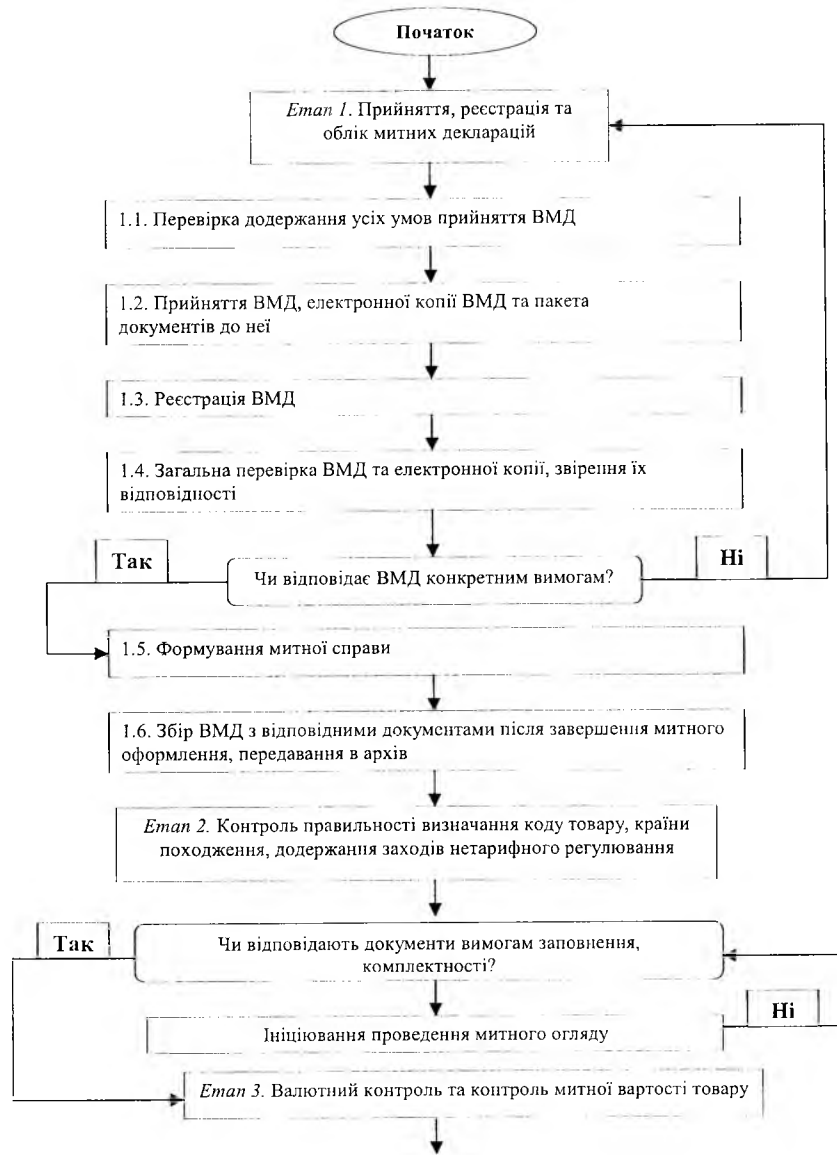 Початок
Етап 1. Прийняття, реєстрація та
облік митних декларацій
1.1. Перевірка додержання усіх умов прийняття ВМД
1.2. Прийняття ВМД, електронної копії ВМД та пакета
документів до неї
1.3. Реєстрація ВМД
1.4. Загальна перевірка ВМД та електронної копії, звірення їх
відповідності
Так
Ні
Чи відповідає ВМД конкретним вимогам?
1.5. Формування митної справи
1.6. Збір ВМД з відповідними документами після завершення митного
оформлення, передавання в архів
Етап 2. Контроль правильності визначання коду товару, країни
походження, додержання заходів нетарифного регулювання
Так
Чи відповідають документи вимогам заповнення,
комплектності?
Ні
Ініціювання проведення митного огляду
Етап 3. Валютний контроль та контроль митної вартості товару